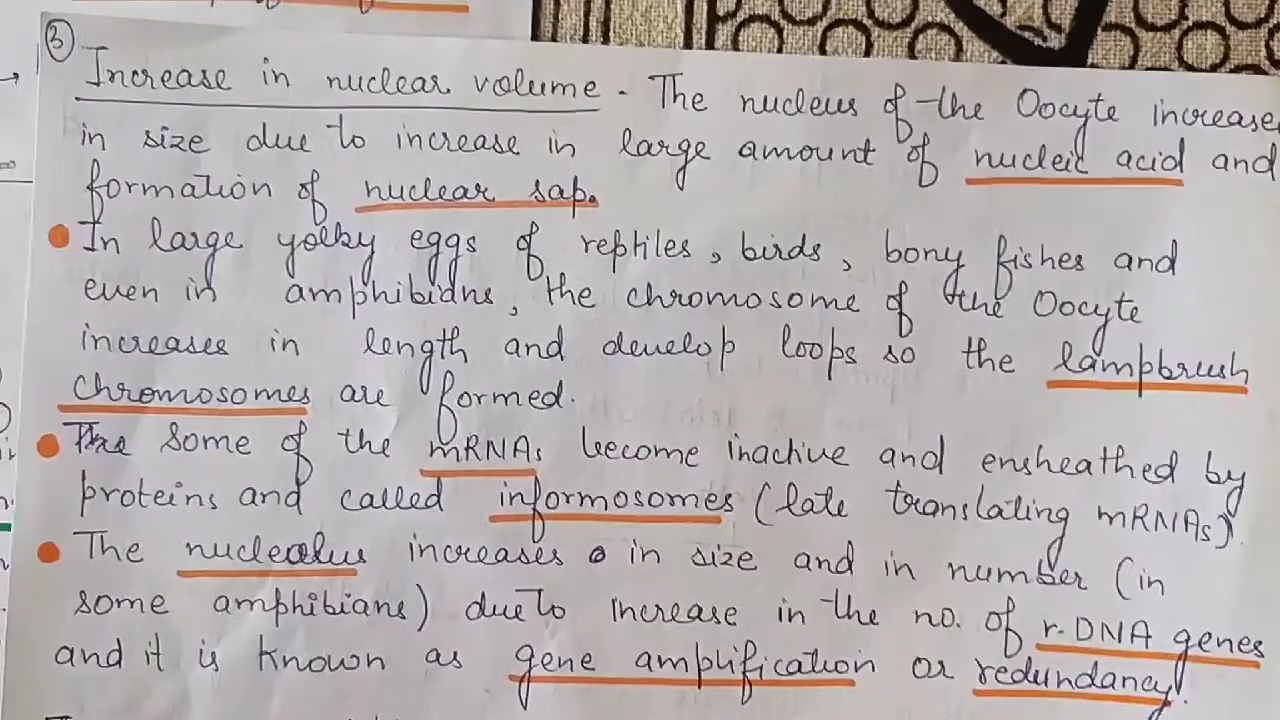 ③ Increase in nuclear volume. The nucleus of the Oocyte increase
in size due to increase in large amount of nucleic acid and
formation of nuclear sap.
• In large yolky eggs of reptiles, birds, bony fishes and
even in amphibians, the chromosome of the Oocyte
increases in length and develop loops so the lampbrush
chromosomes are formed.
• Some of the mRNAs become inactive and ensheathed by
proteins and called informosomes (late translating mRNAs).
• The nucleolus increases in size and in number (in
some amphibians) due to increase in the no. of r.DNA genes
and it is known as gene amplification or redundancy.